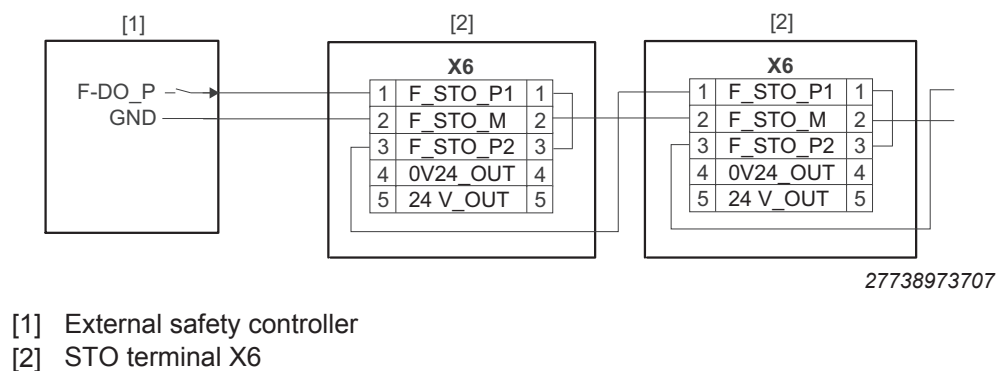 [1] [2] [2]
X6 X6
F-DO_P 1 F_STO_P1 1 1 F_STO_P1 1
GND 2 F_STO_M 2 2 F_STO_M 2
3 F_STO_P2 3 3 F_STO_P2 3
4 0V24_OUT 4 4 0V24_OUT 4
5 24 V_OUT 5 5 24 V_OUT 5
27738973707
[1] External safety controller
[2] STO terminal X6